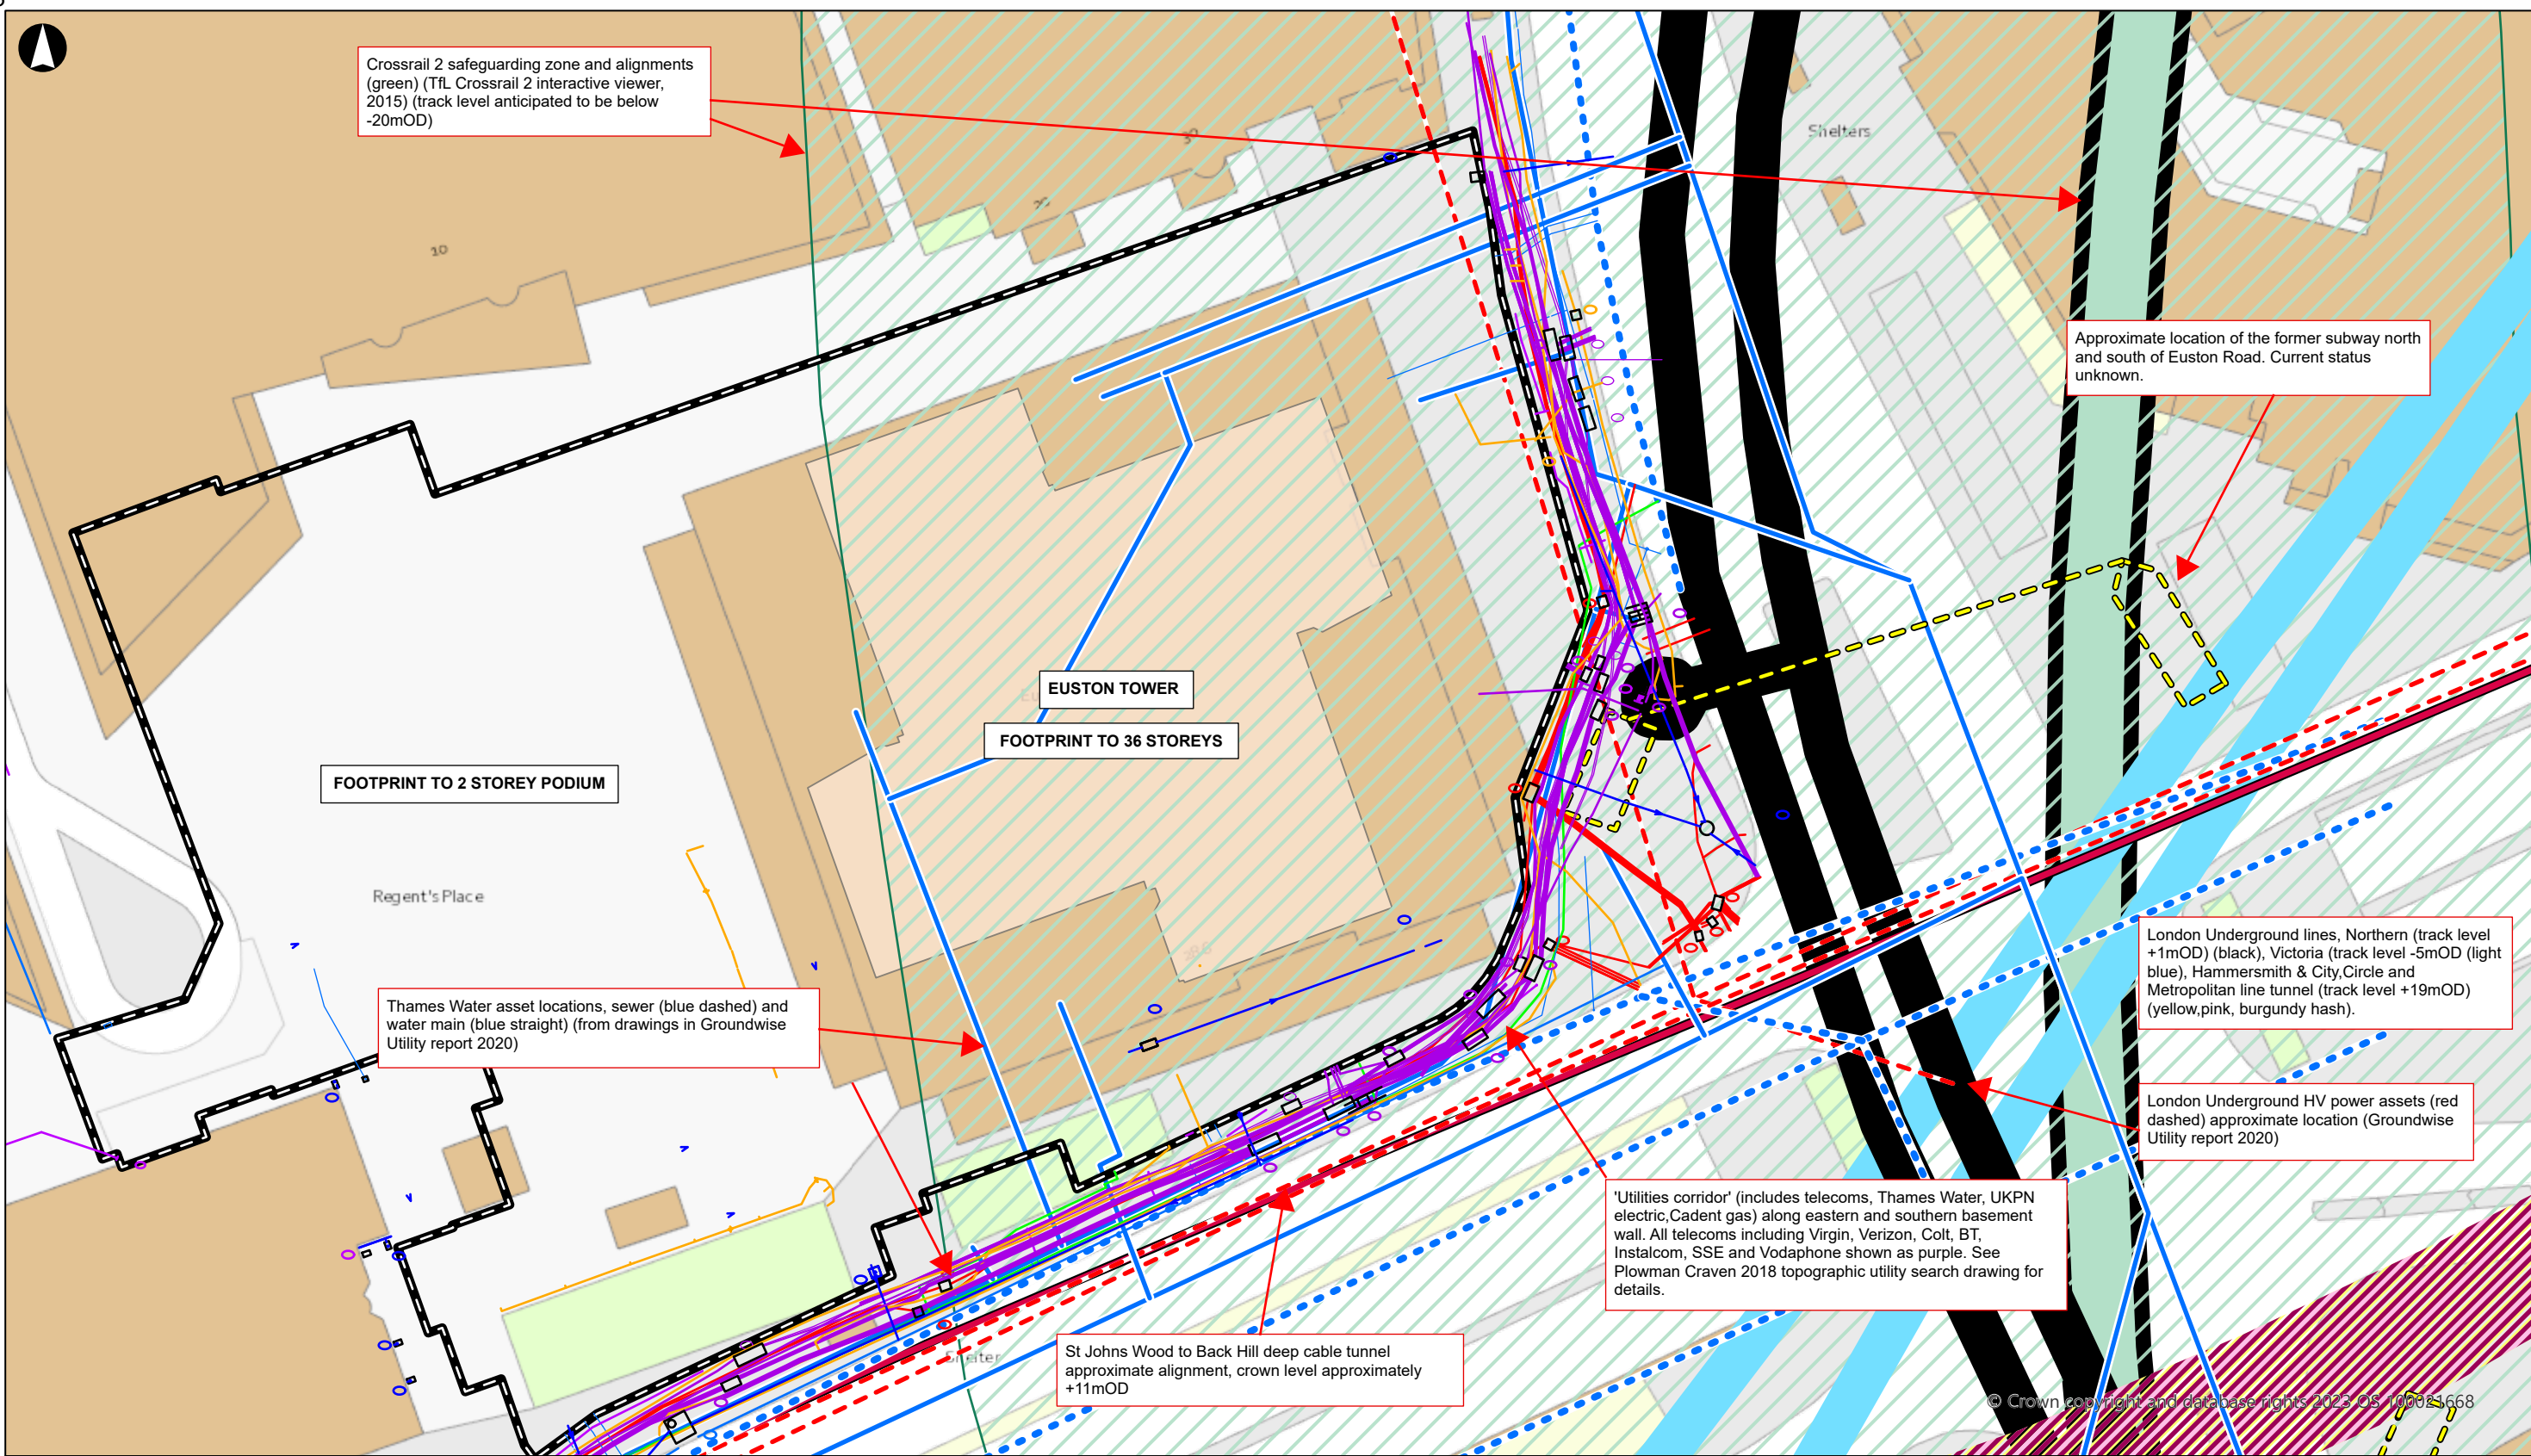 Crossrail 2 safeguarding zone and alignments
(green) (TfL Crossrail 2 interactive viewer,
2015) (track level anticipated to be below
-20mOD)
30
Shelters
20
10
Approximate location of the former subway north
and south of Euston Road. Current status
unknown.
EUSTON TOWER
FOOTPRINT TO 36 STOREYS
FOOTPRINT TO 2 STOREY PODIUM
Regent's Place
286
London Underground lines, Northern (track level
+1mOD) (black), Victoria (track level -5mOD (light
blue), Hammersmith & City,Circle and
Metropolitan line tunnel (track level +19mOD)
(yellow,pink, burgundy hash).
Thames Water asset locations, sewer (blue dashed) and
water main (blue straight) (from drawings in Groundwise
Utility report 2020)
London Underground HV power assets (red
dashed) approximate location (Groundwise
Utility report 2020)
'Utilities corridor' (includes telecoms, Thames Water, UKPN
electric,Cadent gas) along eastern and southern basement
wall. All telecoms including Virgin, Verizon, Colt, BT,
Instalcom, SSE and Vodaphone shown as purple. See
Plowman Craven 2018 topographic utility search drawing for
details.
Shelter
St Johns Wood to Back Hill deep cable tunnel
approximate alignment, crown level approximately
+11mOD
© Crown copyright and database rights 2023 OS 100021668